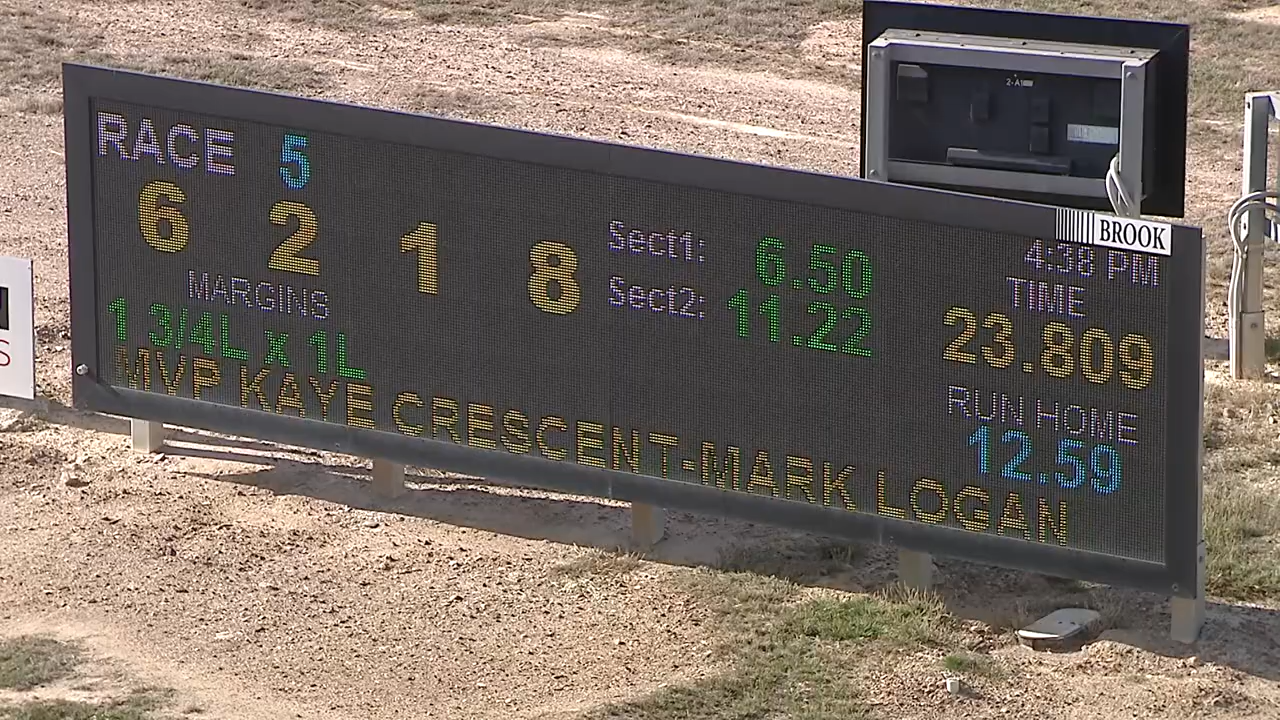 RACE 5
6 2 1 8
MARGINS
1 3/4L X 1L
Sect1: 6.50
Sect2: 11.22
BROOK
4:38 PM
TIME
23.809
RUN HOME
12.59
MVP KAYE CRESCENT-MARK LOGAN
N
S